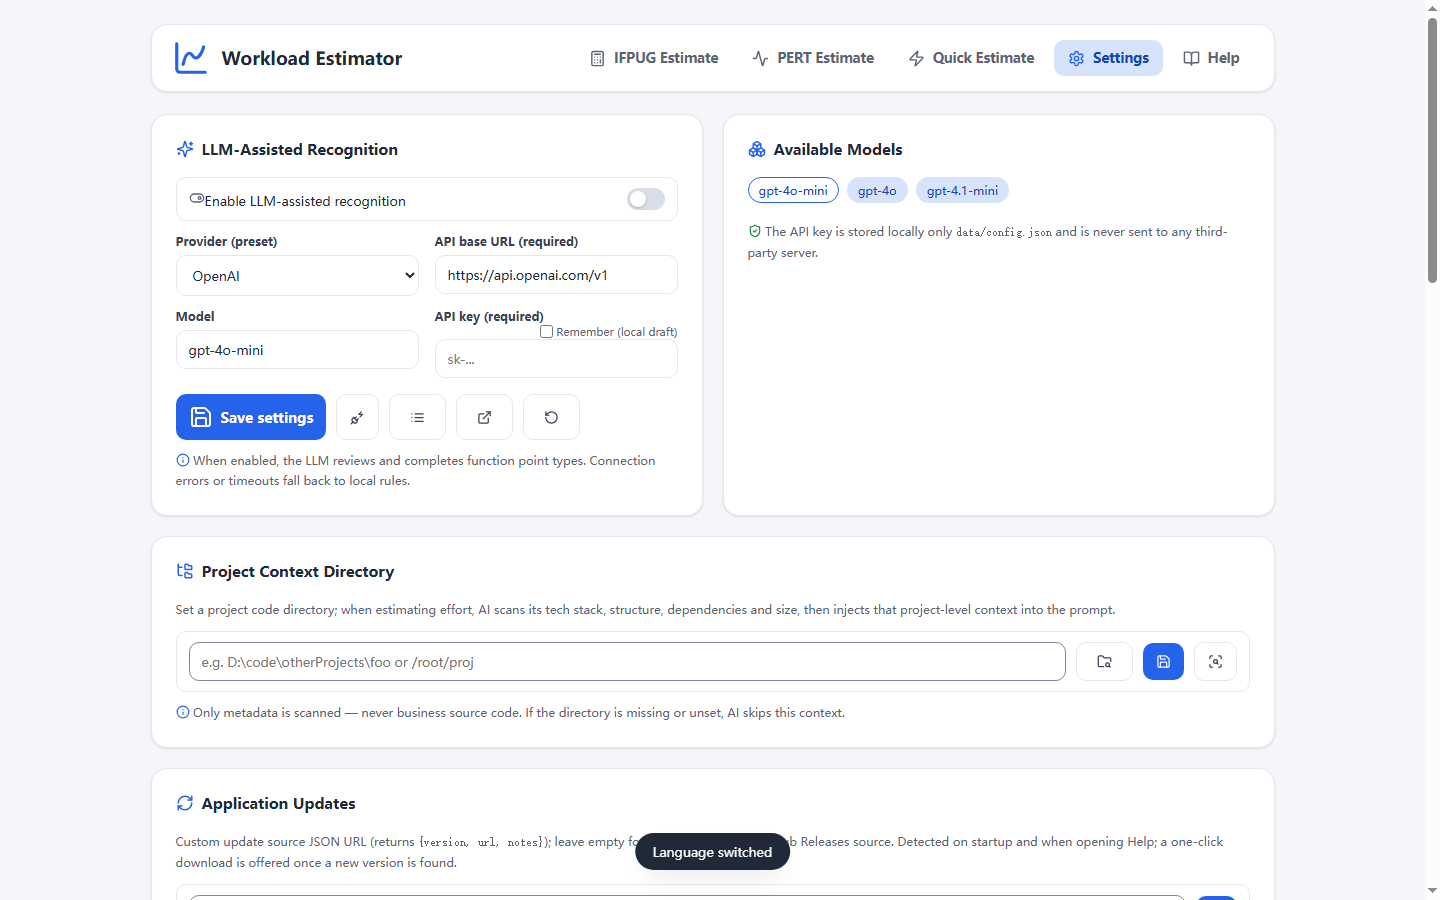 Workload Estimator
IFPUG Estimate
PERT Estimate
Quick Estimate
Settings
Help
LLM-Assisted Recognition
Enable LLM-assisted recognition
Provider (preset)
API base URL (required)
OpenAI
https://api.openai.com/v1
Model
API key (required)
Remember (local draft)
gpt-4o-mini
sk-...
Save settings
When enabled, the LLM reviews and completes function point types. Connection
errors or timeouts fall back to local rules.
Available Models
gpt-4o-mini
gpt-4o
gpt-4.1-mini
The API key is stored locally only data/config.json and is never sent to any third-
party server.
Project Context Directory
Set a project code directory; when estimating effort, AI scans its tech stack, structure, dependencies and size, then injects that project-level context into the prompt.
e.g. D:\code\otherProjects\foo or /root/proj
Only metadata is scanned — never business source code. If the directory is missing or unset, AI skips this context.
Application Updates
Custom update source JSON URL (returns {version, url, notes}); leave empty fo b Releases source. Detected on startup and when opening Help; a one-click
download is offered once a new version is found.
Language switched